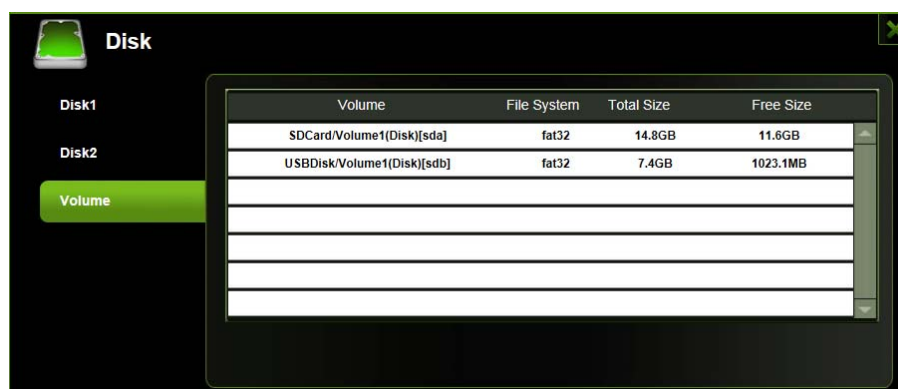 Disk
Disk1
Disk2
Volume
Volume File System Total Size Free Size
SDCard/Volume1(Disk)[sda] fat32 14.8GB 11.6GB
USBDisk/Volume1(Disk)[sdb] fat32 7.4GB 1023.1MB